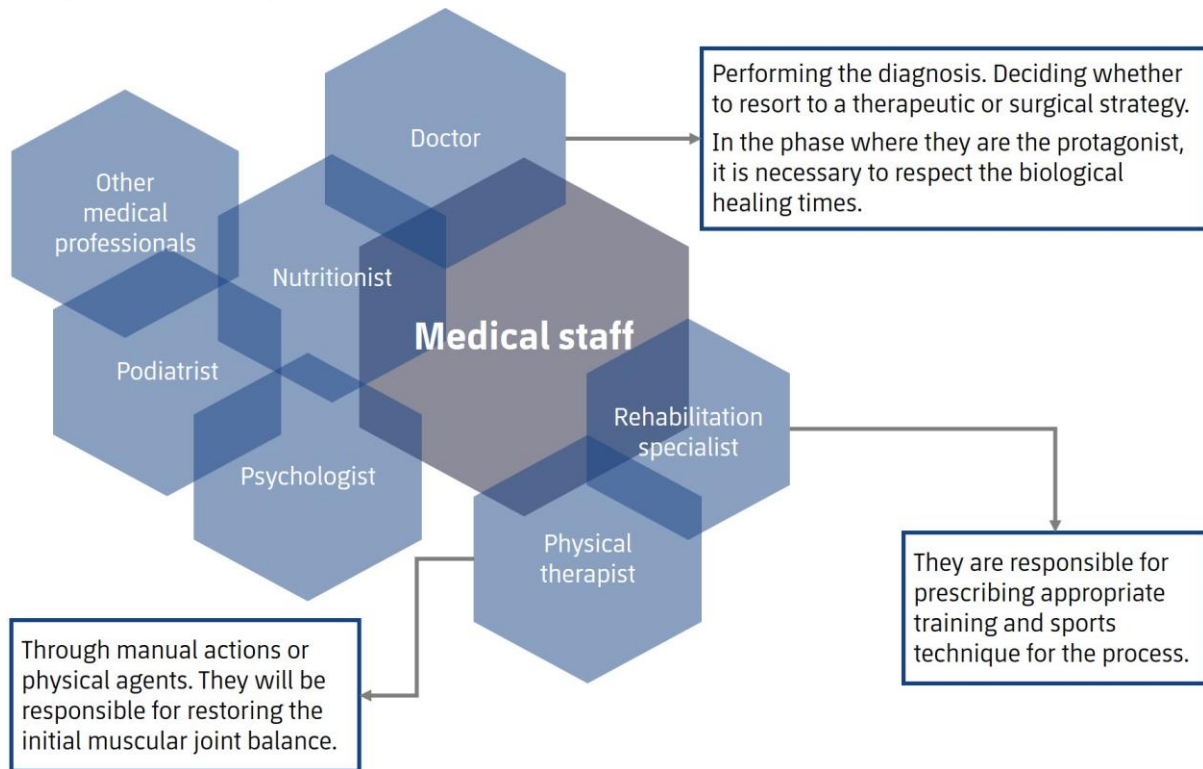 Doctor
Performing the diagnosis. Deciding whether
to resort to a therapeutic or surgical strategy.
In the phase where they are the protagonist,
it is necessary to respect the biological
healing times.
Other
medical
professionals
Nutritionist
Medical staff
Podiatrist
Rehabilitation
specialist
Psychologist
Physical
therapist
They are responsible for
prescribing appropriate
training and sports
technique for the process.
Through manual actions or
physical agents. They will be
responsible for restoring the
initial muscular joint balance.